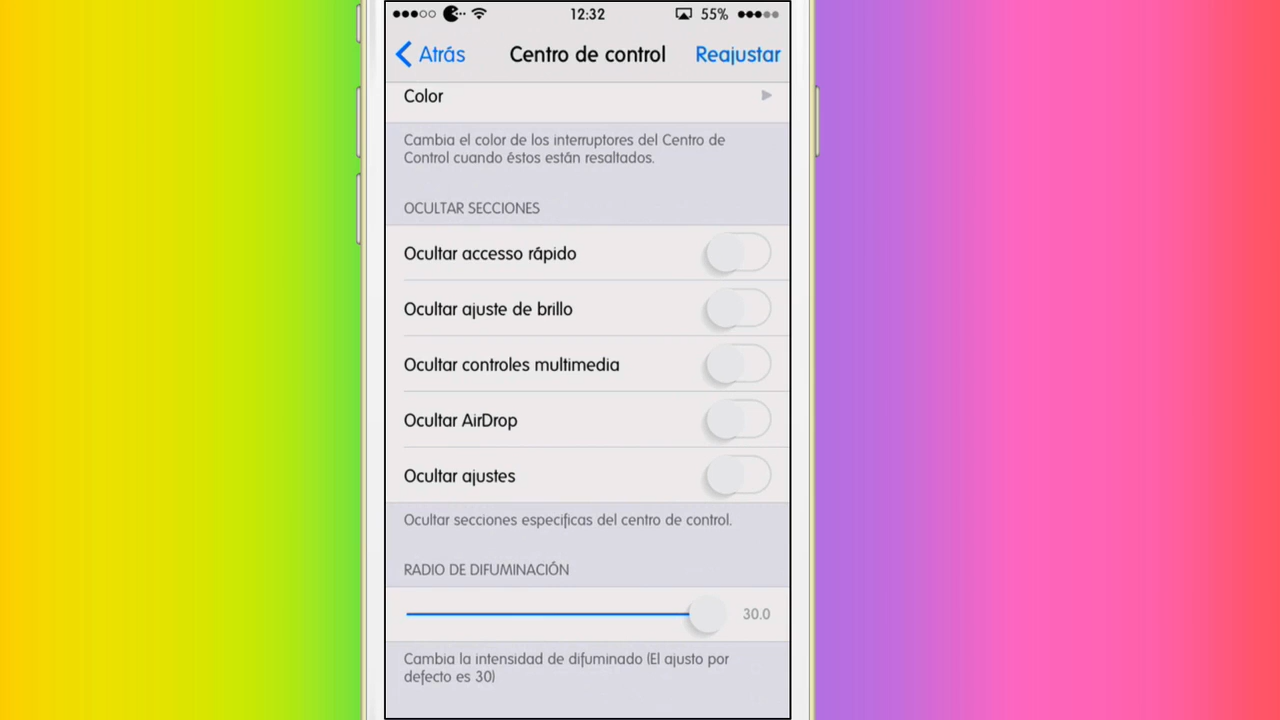 12:32 55%
Atrás Centro de control Reajustar
Color
Cambia el color de los interruptores del Centro de
Control cuando éstos están resaltados.
OCULTAR SECCIONES
Ocultar accesso rápido
Ocultar ajuste de brillo
Ocultar controles multimedia
Ocultar AirDrop
Ocultar ajustes
Ocultar secciones especificas del centro de control.
RADIO DE DIFUMINACIÓN
30.0
Cambia la intensidad de difuminado (El ajusto por
defecto es 30)